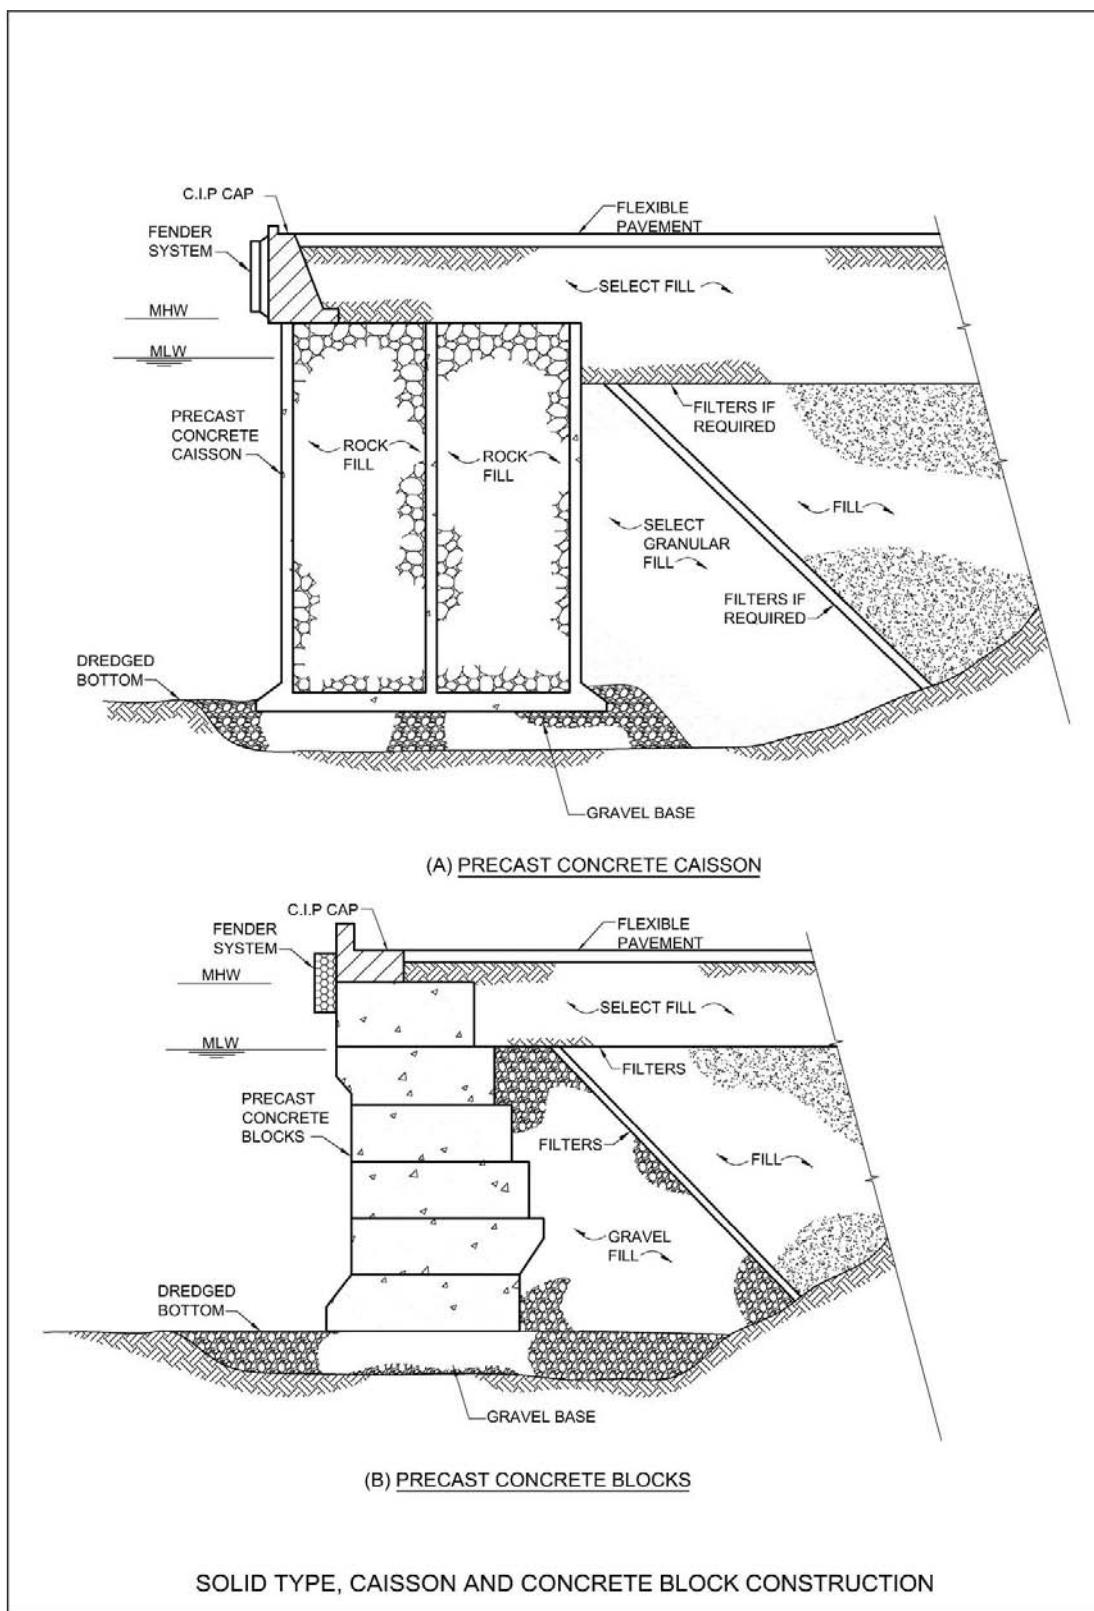 C.I.P CAP
FLEXIBLE
PAVEMENT
FENDER
SYSTEM
SELECT FILL
MHW
MLW
FILTERS IF
REQUIRED
PRECAST
CONCRETE
CAISSON
ROCK
FILL
ROCK
FILL
FILL
SELECT
GRANULAR
FILL
FILTERS IF
REQUIRED
DREDGED
BOTTOM
GRAVEL BASE
(A) PRECAST CONCRETE CAISSON
C.I.P CAP
FLEXIBLE
PAVEMENT
FENDER
SYSTEM
MHW
SELECT FILL
MLW
FILTERS
PRECAST
CONCRETE
BLOCKS
FILTERS
FILL
GRAVEL
FILL
DREDGED
BOTTOM
GRAVEL BASE
(B) PRECAST CONCRETE BLOCKS
SOLID TYPE, CAISSON AND CONCRETE BLOCK CONSTRUCTION